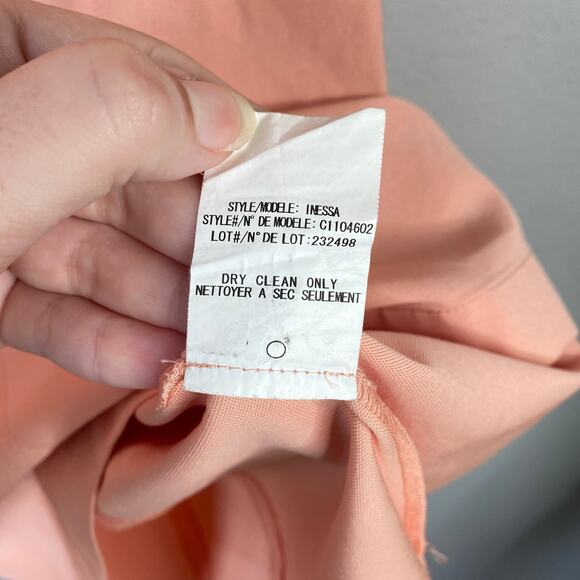 STYLE/MODELE: INESSA
STYLE#/N° DE MODELE: C1104602
LOT#/N° DE LOT: 232498
DRY CLEAN ONLY
NETTOYER A SEC SEULEMENT